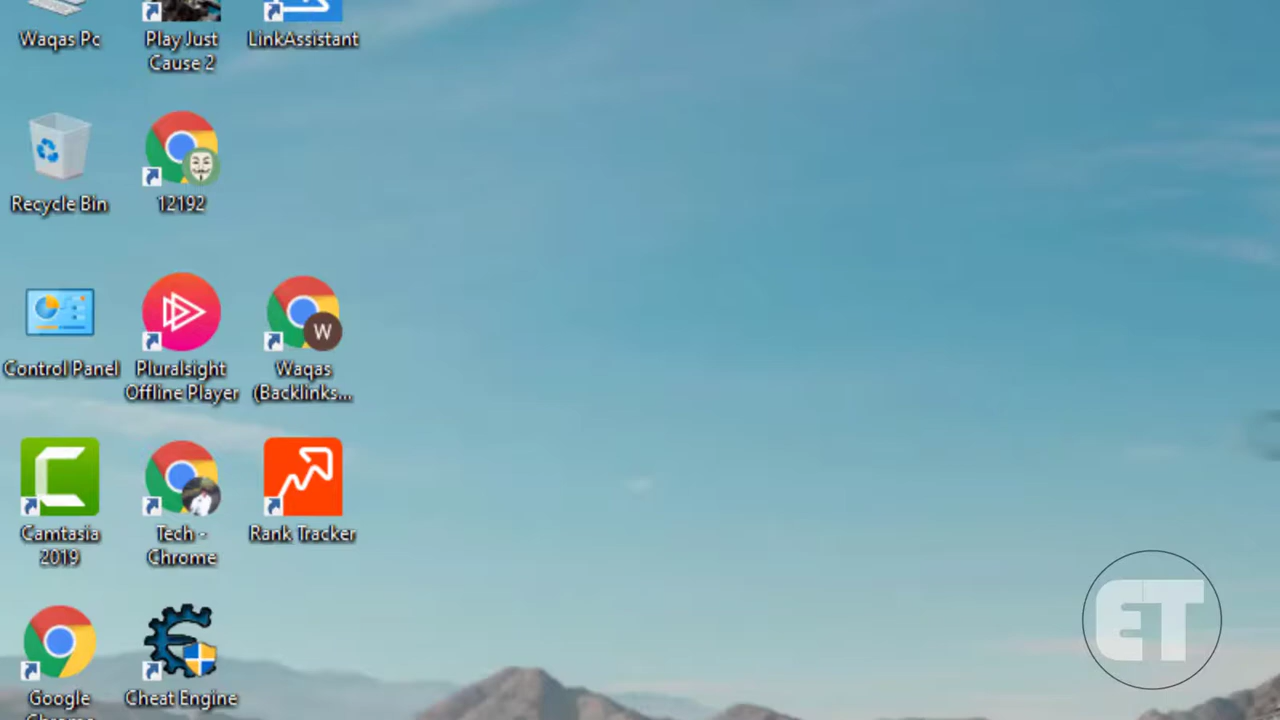 Waqas Pc
Play Just
Cause 2
LinkAssistant
Recycle Bin
12192
Control Panel
Pluralsight
Offline Player
W
Waqas
(Backlinks...
Camtasia
2019
Tech -
Chrome
Rank Tracker
Google
Chrome
Cheat Engine
ET